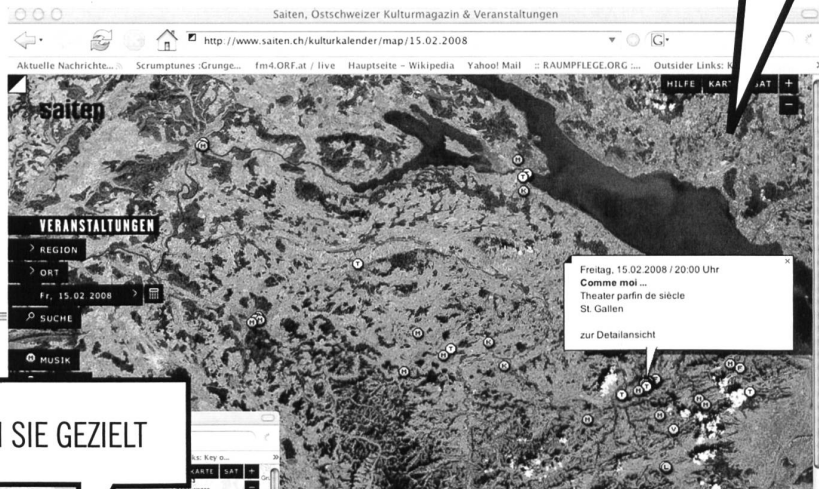 Saiten, Ostschweizer Kulturmagazin & Veranstaltungen
http://www.saiten.ch/kulturkalender/map/15.02.2008
G
Aktuelle Nachrichte... Scrumptunes :Grunge... fm4.ORF.at / live Hauptseite – Wikipedia Yahoo! Mail :: RAUMPFLEGE.ORG :... Outsider Links:
HILFE SAT +
–
saiten
VERANSTALTUNGEN
> REGION
> ORT
Fr, 15.02.2008 >
SUCHE
M MUSIK
Freitag, 15.02.2008 / 20:00 Uhr
Comme moi ...
Theater parfin de siècle
St. Gallen
zur Detailansicht
SIE GEZIELT
ks: Key o...
KARTE SAT +